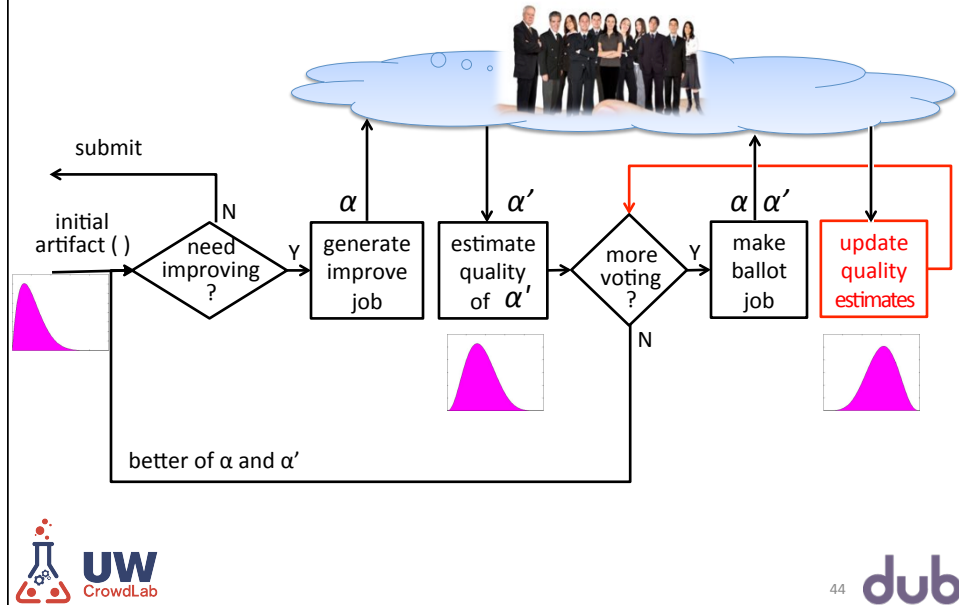 submit
initial
artifact ( )
N
need
improving
?
Y
generate
improve
job
α
α’
estimate
quality
of α'
more
voting
?
Y
N
α α’
make
ballot
job
update
quality
estimates
better of α and α’
UW
CrowdLab
44
dub